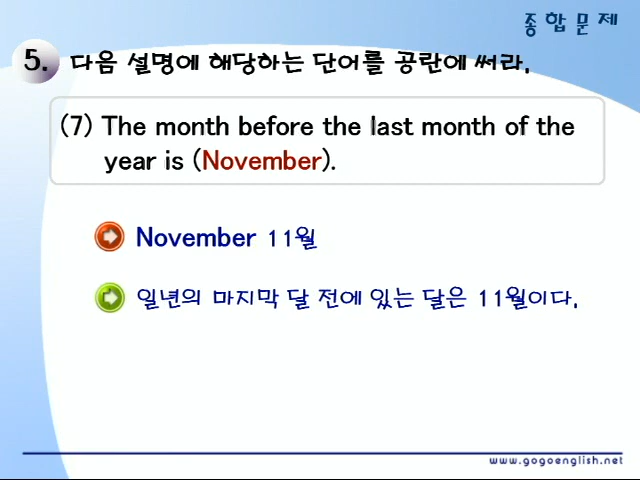 종합문제
5. 다음 설명에 해당하는 단어를 공란에 써라.
(7) The month before the last month of the
year is (November).
November 11월
일년의 마지막 달 전에 있는 달은 11월이다.
www.gogoenglish.net